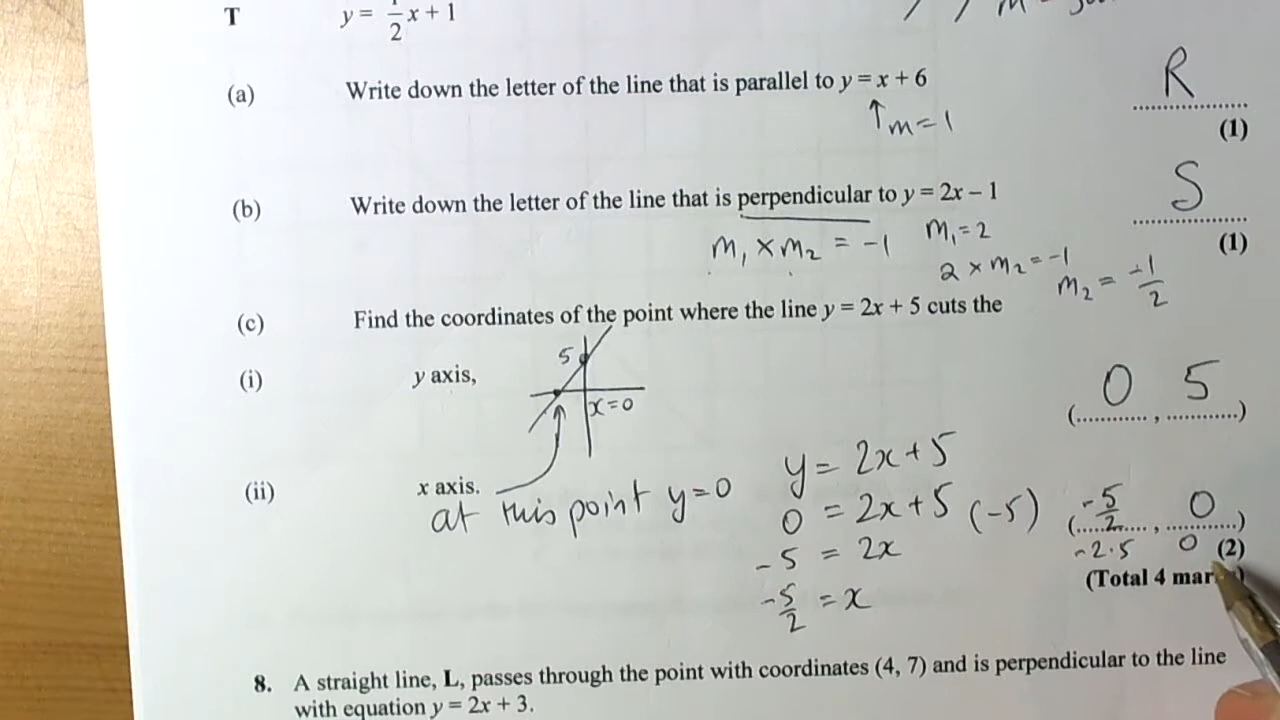 T y = 1/2 x + 1
(a) Write down the letter of the line that is parallel to y = x + 6
R
↑ m = 1
(1)
(b) Write down the letter of the line that is perpendicular to y = 2x – 1
S
m₁ × m₂ = -1 m₁ = 2
(1)
2 × m₂ = -1
m₂ = -1/2
(c) Find the coordinates of the point where the line y = 2x + 5 cuts the
(i) y axis,
5
x=0
0 5
(............ , ............)
y = 2x + 5
(ii) x axis.
at this point y=0
0 = 2x + 5 (-5)
(-5/2 , 0)
-5 = 2x
-2.5 0 (2)
(Total 4 mar
-5/2 = x
8. A straight line, L, passes through the point with coordinates (4, 7) and is perpendicular to the line
with equation y = 2x + 3.